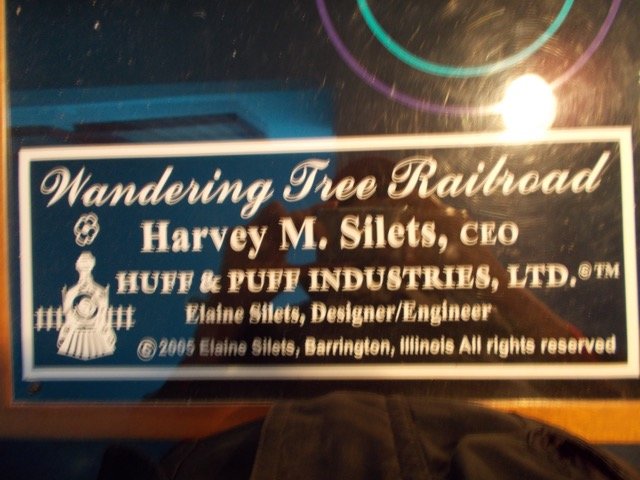 Wandering Tree Railroad
Harvey M. Silets, CEO
HUFF & PUFF INDUSTRIES, LTD.©™
Elaine Silets, Designer/Engineer
©2005 Elaine Silets, Barrington, Illinois All rights reserved